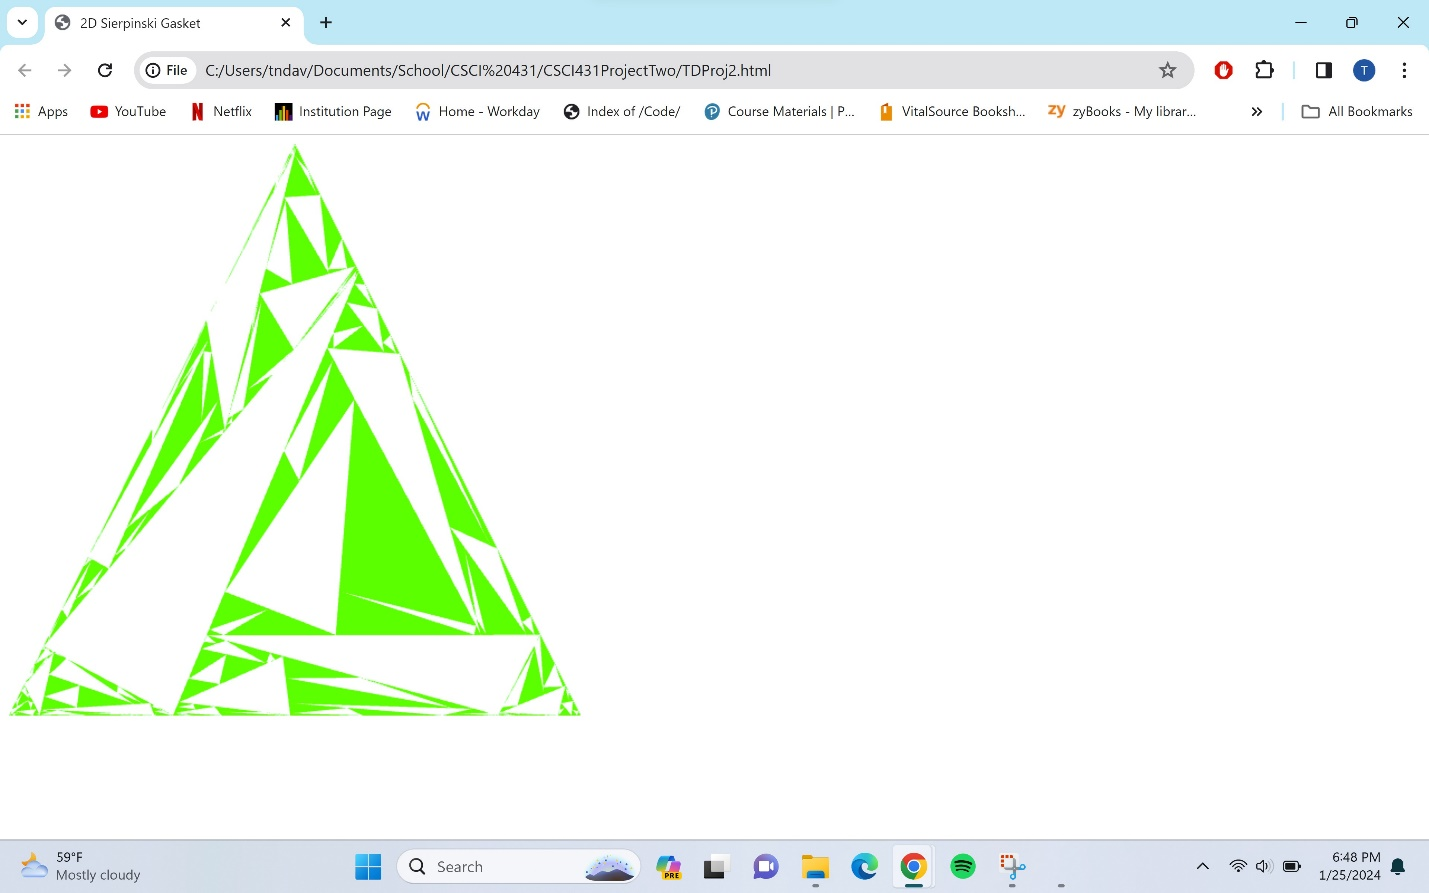 2D Sierpinski Gasket
File C:/Users/tndav/Documents/School/CSCI%20431/CSCI431ProjectTwo/TDProj2.html T
Apps YouTube N Netflix Institution Page W Home - Workday Index of /Code/ P Course Materials | P... VitalSource Booksh... zy zyBooks - My librar... » All Bookmarks
59°F
Mostly cloudy
Search
PRE
6:48 PM
1/25/2024